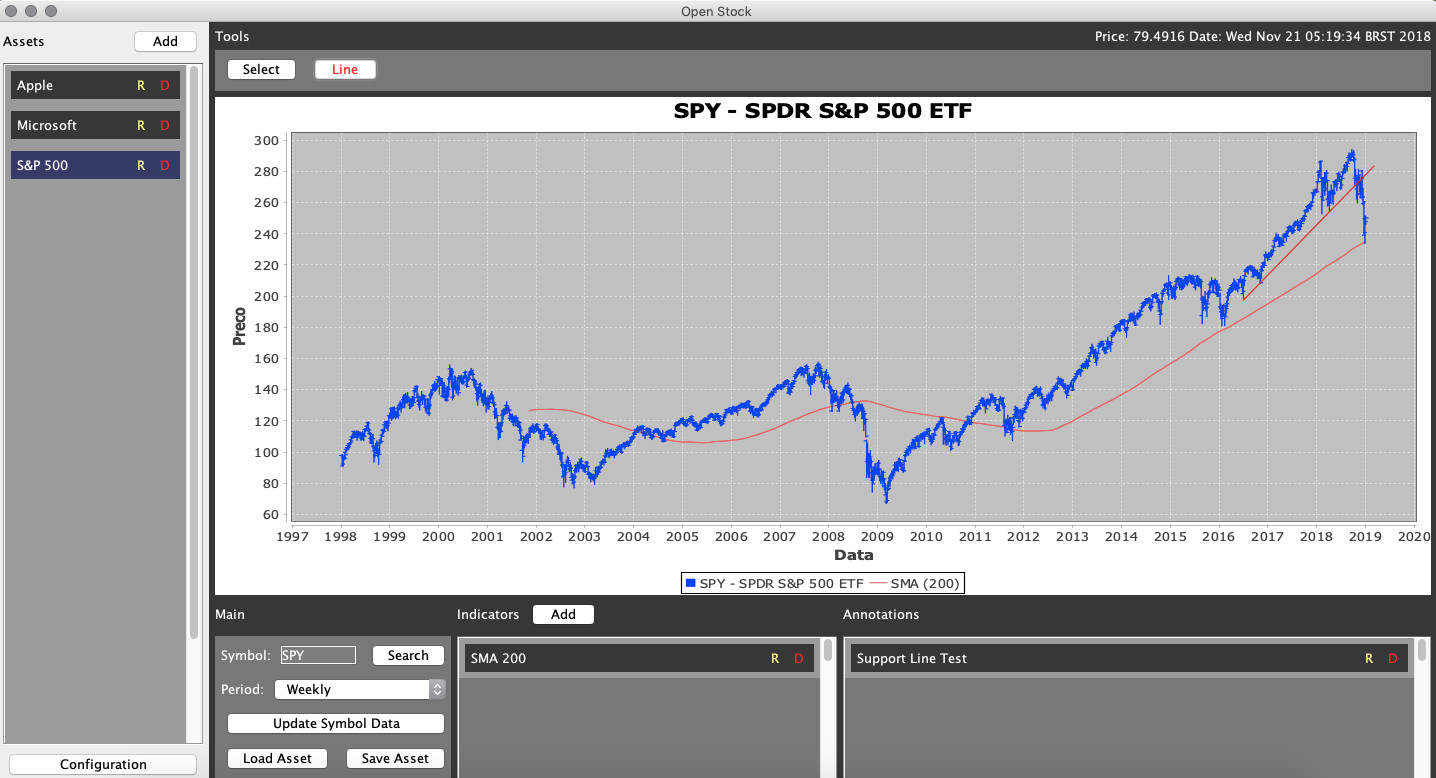 Open Stock
Assets Add
Apple R D
Microsoft R D
S&P 500 R D
Configuration
Tools Price: 79.4916 Date: Wed Nov 21 05:19:34 BRST 2018
Select Line
SPY - SPDR S&P 500 ETF
300
280
260
240
220
200
180
160
140
120
100
80
60
Preco
1997 1998 1999 2000 2001 2002 2003 2004 2005 2006 2007 2008 2009 2010 2011 2012 2013 2014 2015 2016 2017 2018 2019 2020
Data
SPY - SPDR S&P 500 ETF SMA (200)
Main
Symbol: SPY Search
Period: Weekly
Update Symbol Data
Load Asset Save Asset
Indicators Add
SMA 200 R D
Annotations
Support Line Test R D